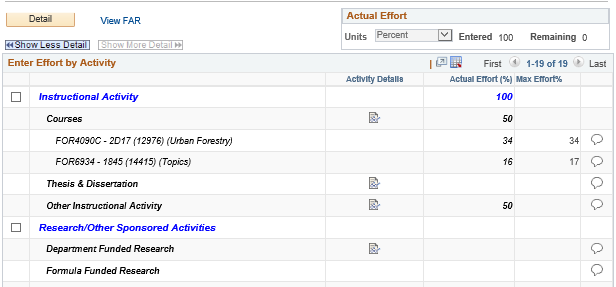 Detail View FAR
Actual Effort
Units Percent Entered 100 Remaining 0
Show Less Detail Show More Detail
Enter Effort by Activity First 1-19 of 19 Last
Activity Details Actual Effort (%) Max Effort%
Instructional Activity 100
Courses 50
FOR4090C - 2D17 (12976) (Urban Forestry) 34 34
FOR6934 - 1845 (14415) (Topics) 16 17
Thesis & Dissertation
Other Instructional Activity 50
Research/Other Sponsored Activities
Department Funded Research
Formula Funded Research